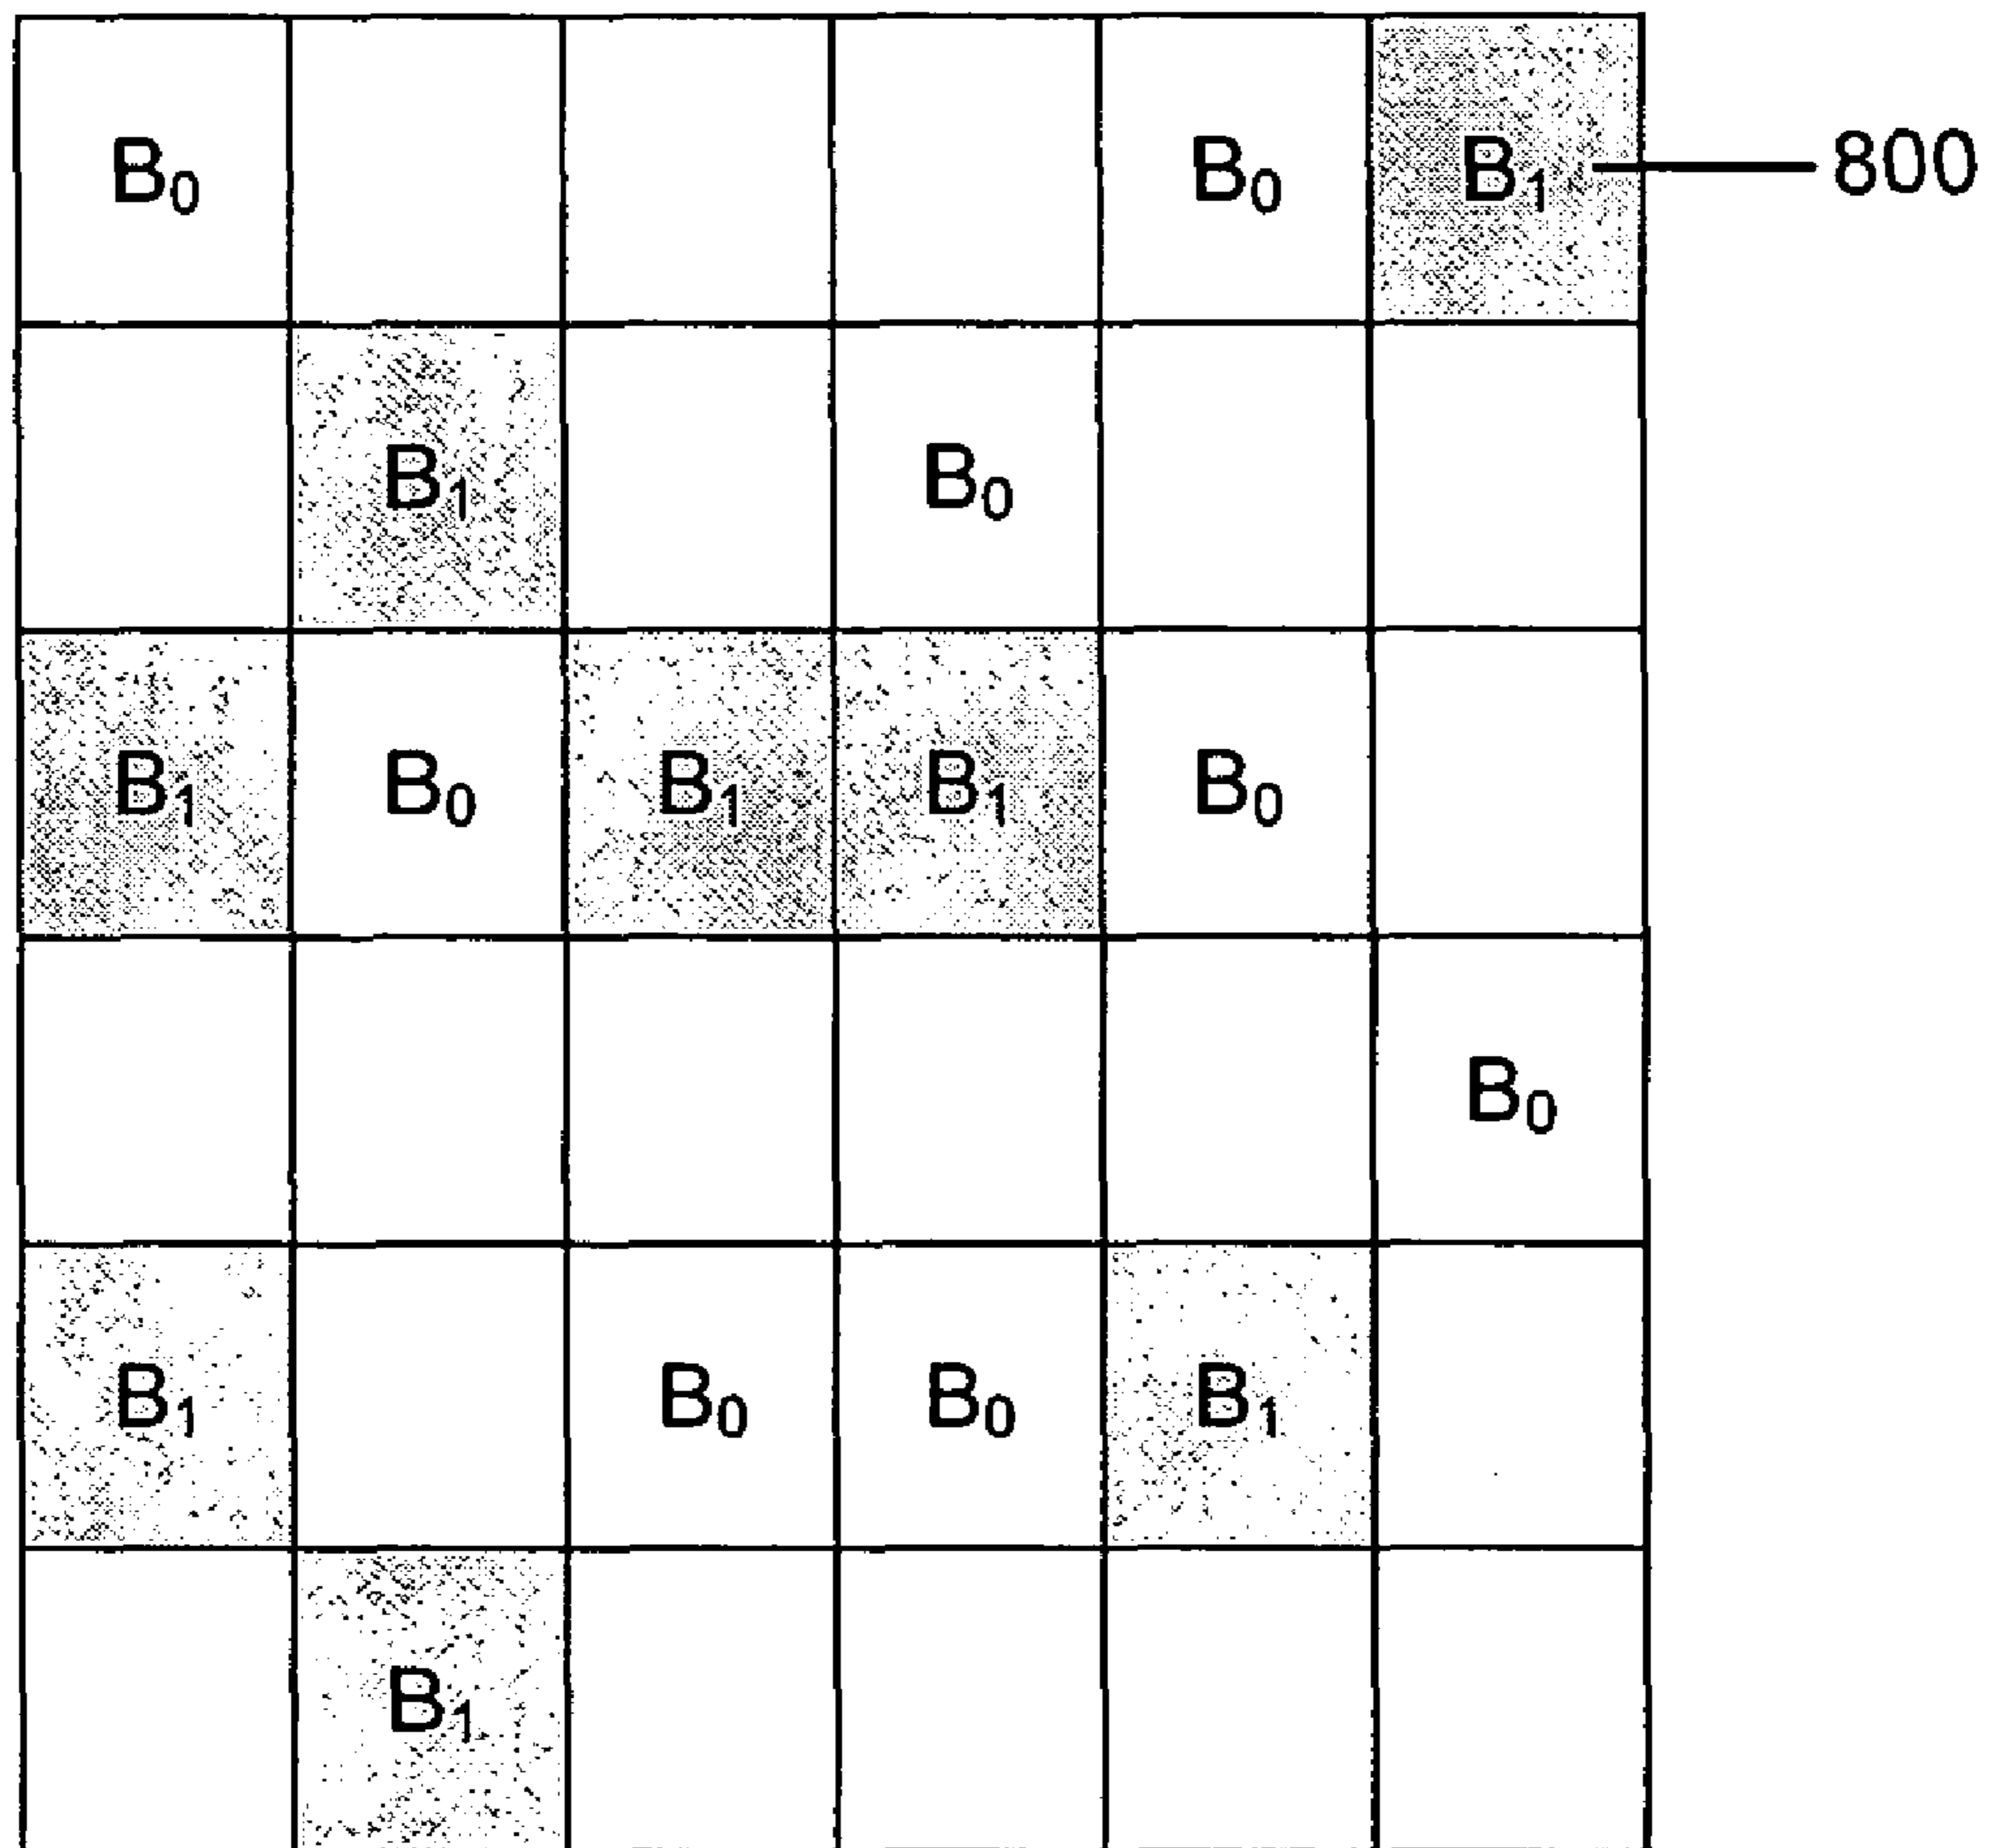 B₀ B₀ B₁ 800
B₁ B₀
B₁ B₀ B₁ B₁ B₀
B₀
B₁ B₀ B₀ B₁
B₁